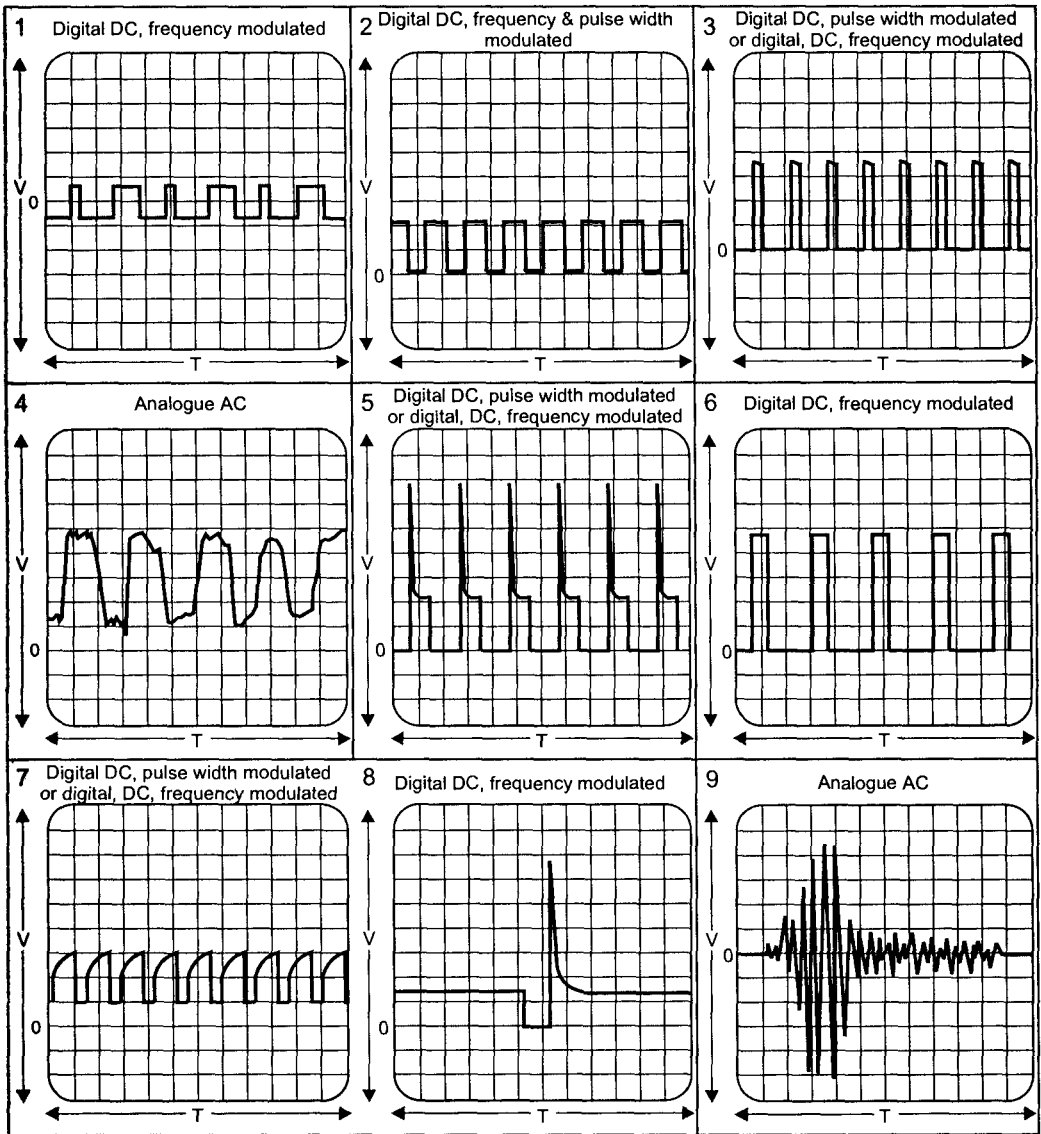 1 Digital DC, frequency modulated
V
0
T
2 Digital DC, frequency & pulse width
modulated
V
0
T
3 Digital DC, pulse width modulated
or digital, DC, frequency modulated
V
0
T
4 Analogue AC
V
0
T
5 Digital DC, pulse width modulated
or digital, DC, frequency modulated
V
0
T
6 Digital DC, frequency modulated
V
0
T
7 Digital DC, pulse width modulated
or digital, DC, frequency modulated
V
0
T
8 Digital DC, frequency modulated
V
0
T
9 Analogue AC
V
0
T